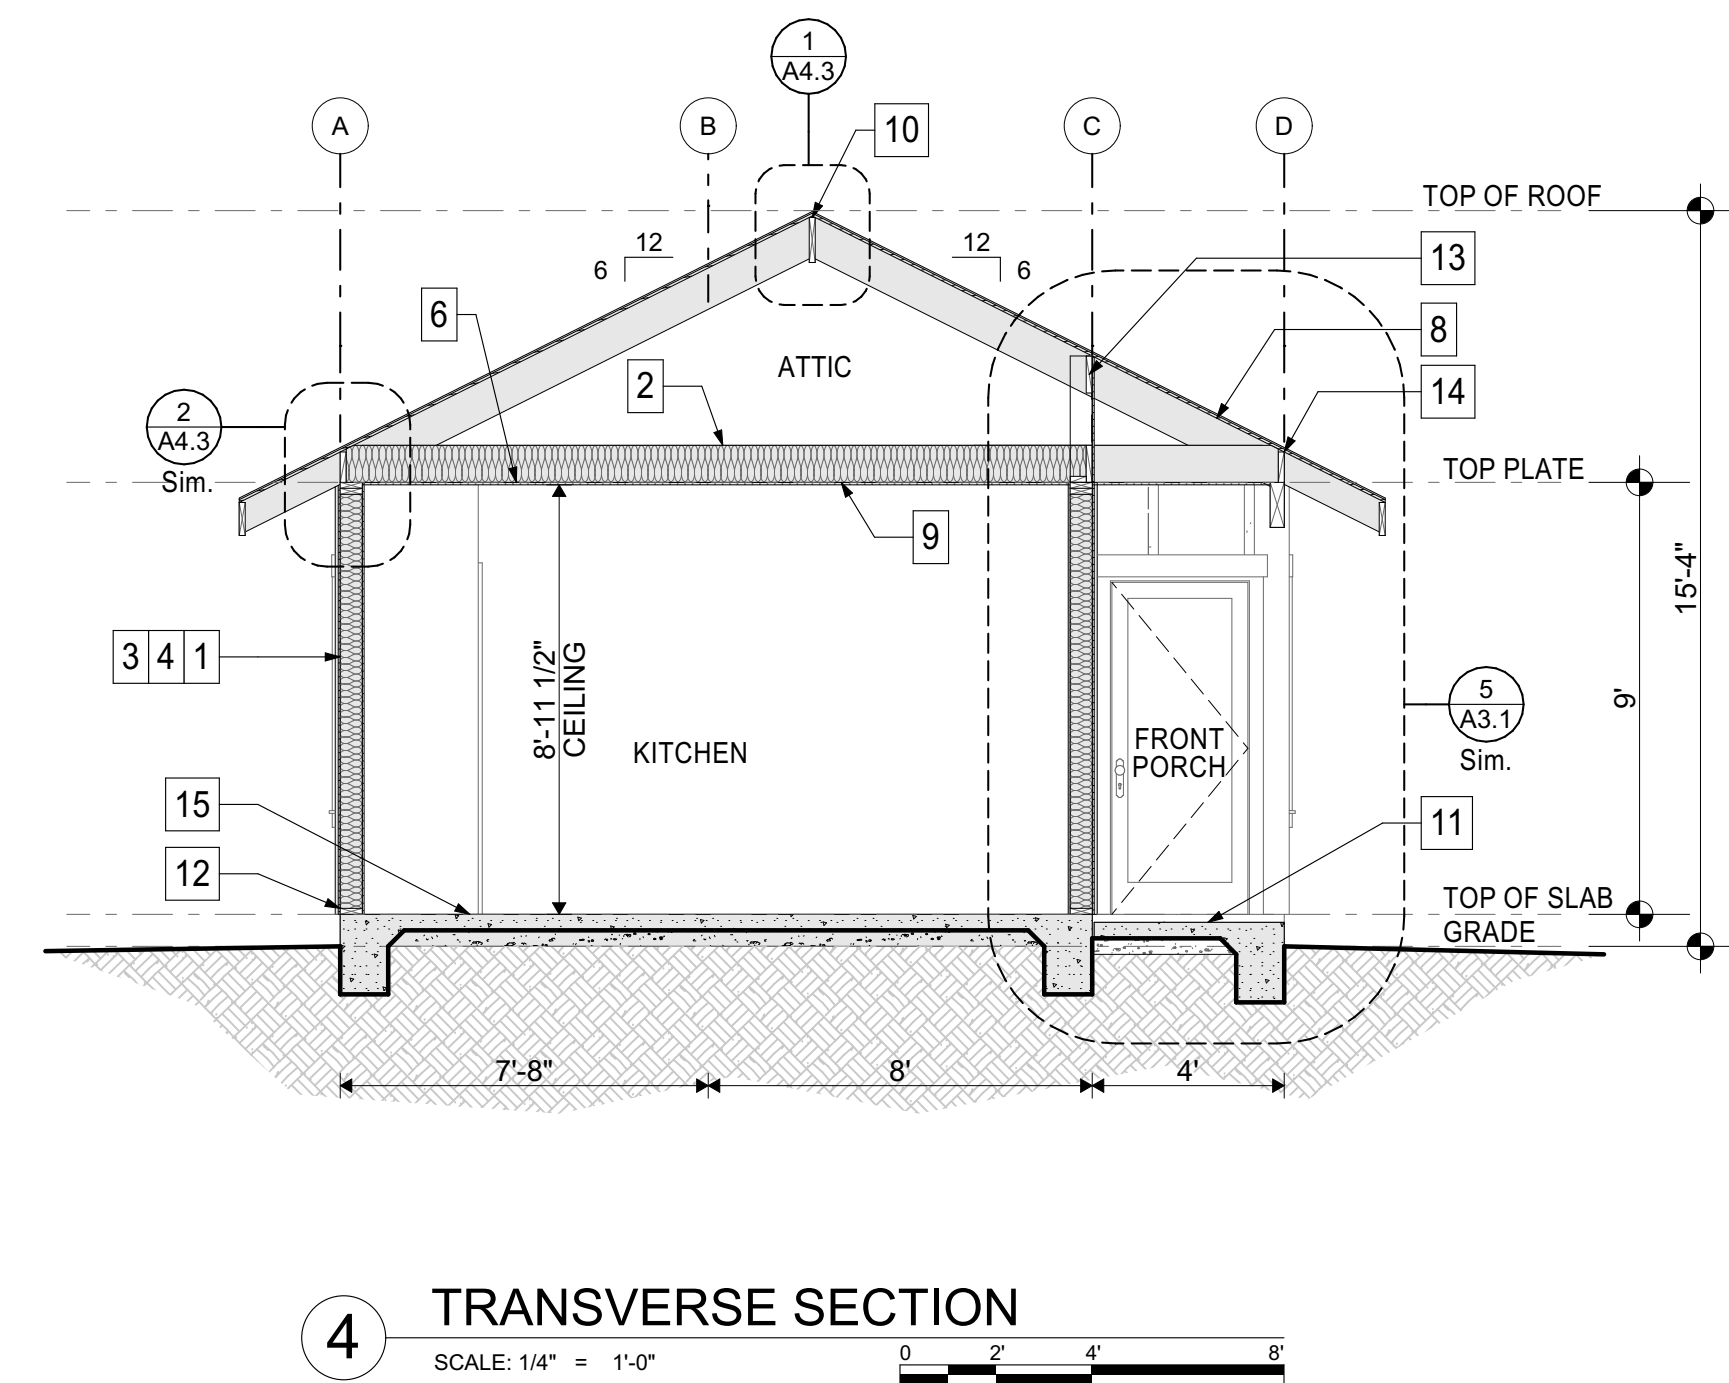 1
A4.3
A
B
C
D
10
TOP OF ROOF
12
6
12
6
13
6
8
ATTIC
2
14
2
A4.3
Sim.
TOP PLATE
9
15'-4"
3 4 1
8'-11 1/2"
CEILING
9'
5
A3.1
Sim.
KITCHEN
FRONT
PORCH
15
11
12
TOP OF SLAB
GRADE
7'-8"
8'
4'
4
TRANSVERSE SECTION
SCALE: 1/4" = 1'-0"
0 2' 4' 8'